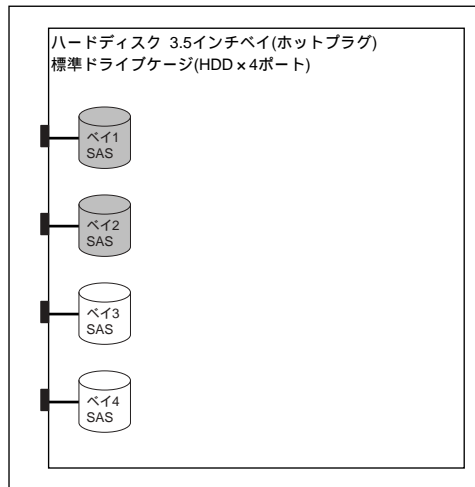 ハードディスク 3.5インチベイ(ホットプラグ)
標準ドライブケージ(HDD×4ポート)
ベイ1
SAS
ベイ2
SAS
ベイ3
SAS
ベイ4
SAS